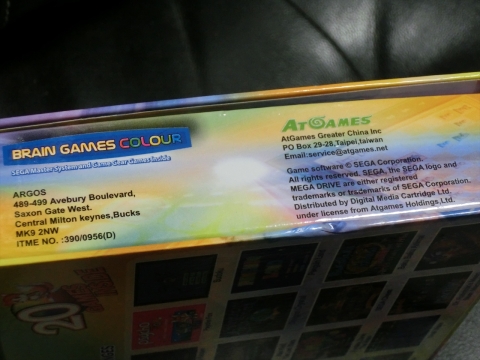 BRAIN GAMES COLOUR
SEGA Master System and Game Gear Games Inside
ARGOS
489-499 Avebury Boulevard,
Saxon Gate West.
Central Milton keynes,Bucks
MK9 2NW
iTME NO. :390/0956(D)
ATGAMES
AtGames Greater China Inc
PO Box 29-28,Taipei,taiwan
Email:service@atgames.net
Game software © SEGA Corporation.
All rights reserved. SEGA, the SEGA logo and
MEGA DRIVE are either registered
trademarks or trademarks of SEGA Corporation.
Distributed by Digital Media Cartridge Ltd.
under license from Atgames Holdings,Ltd.
20